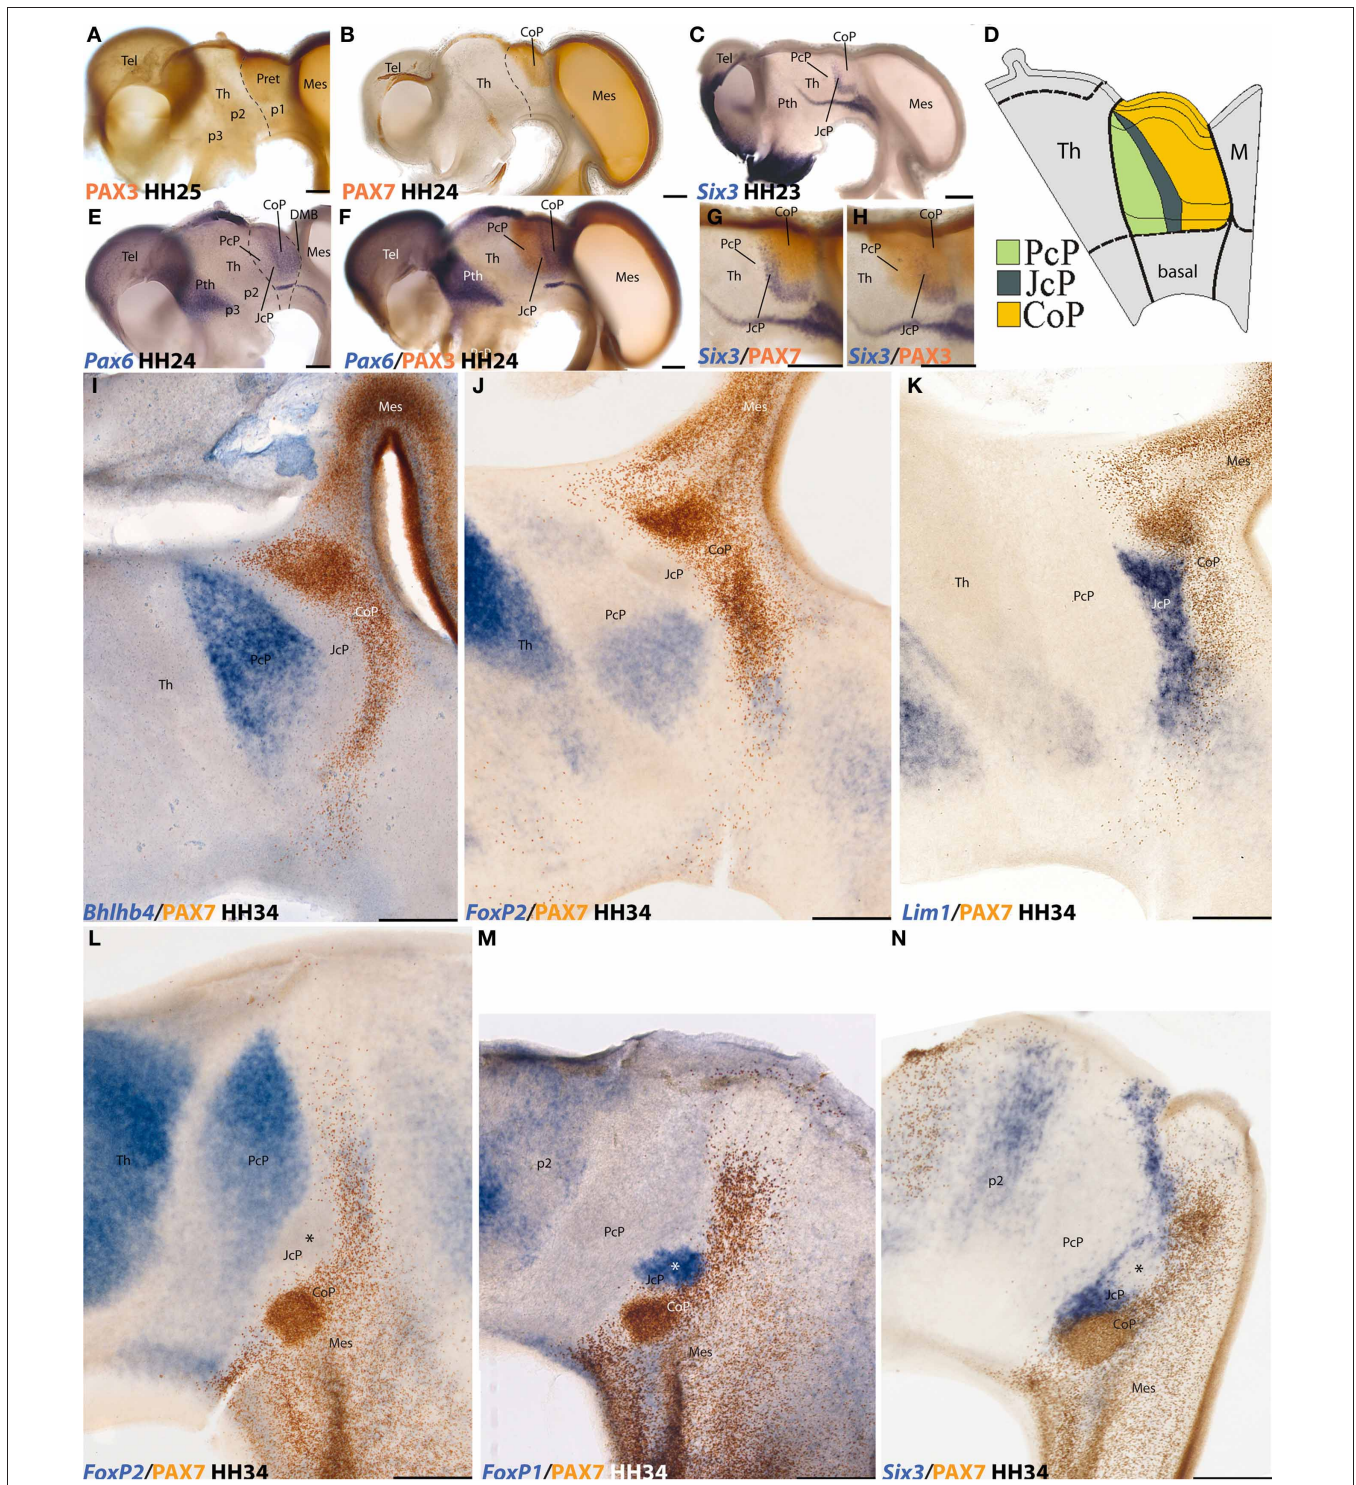 A
Tel
Th
Pret
Mes
p1
p2
p3
PAX3 HH25
B
CoP
Tel
Th
Mes
PAX7 HH24
C
CoP
Tel
PcP
Th
Pth
Mes
JcP
Six3 HH23
D
Th
M
basal
PcP
JcP
CoP
E
CoP
DMB
PcP
Tel
Th
Mes
Pth
p2
p3
JcP
Pax6 HH24
F
CoP
PcP
Tel
Th
Pth
Mes
JcP
Pax6/PAX3 HH24
G
CoP
PcP
Th
JcP
Six3/PAX7
H
CoP
PcP
Th
JcP
Six3/PAX3
I
Mes
CoP
JcP
PcP
Th
Bhlhb4/PAX7 HH34
J
Mes
CoP
JcP
PcP
Th
FoxP2/PAX7 HH34
K
Mes
CoP
Th
PcP
JcP
Lim1/PAX7 HH34
L
Th
PcP
*
JcP
CoP
Mes
FoxP2/PAX7 HH34
M
p2
PcP
*
JcP
CoP
Mes
FoxP1/PAX7 HH34
N
p2
PcP
*
JcP
CoP
Mes
Six3/PAX7 HH34